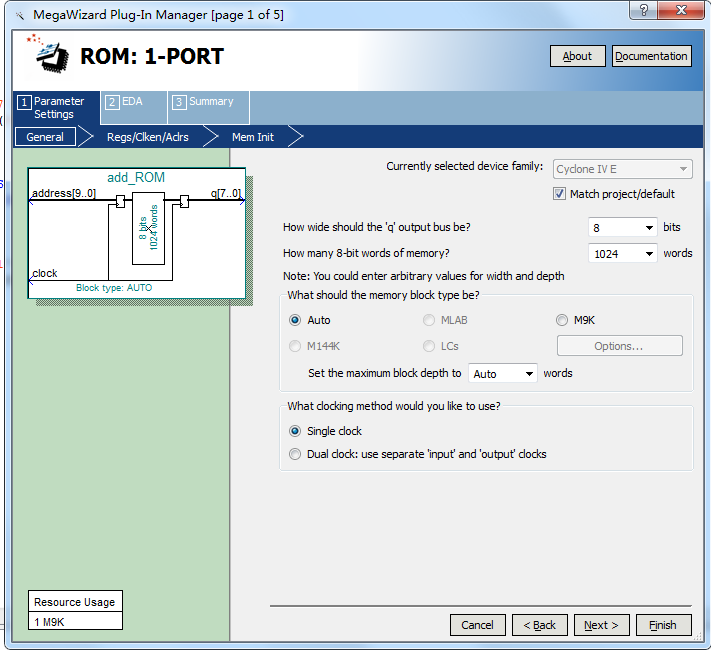 MegaWizard Plug-In Manager [page 1 of 5]
?
ROM: 1-PORT
About
Documentation
1 Parameter Settings
2 EDA
3 Summary
General
Regs/Clken/Aclrs
Mem Init
add_ROM
address[9..0]
q[7..0]
8 bits
1024 words
clock
Block type: AUTO
Currently selected device family:
Cyclone IV E
Match project/default
How wide should the 'q' output bus be?
8
bits
How many 8-bit words of memory?
1024
words
Note: You could enter arbitrary values for width and depth
What should the memory block type be?
Auto
MLAB
M9K
M144K
LCs
Options...
Set the maximum block depth to
Auto
words
What clocking method would you like to use?
Single clock
Dual clock: use separate 'input' and 'output' clocks
Resource Usage
1 M9K
Cancel
< Back
Next >
Finish